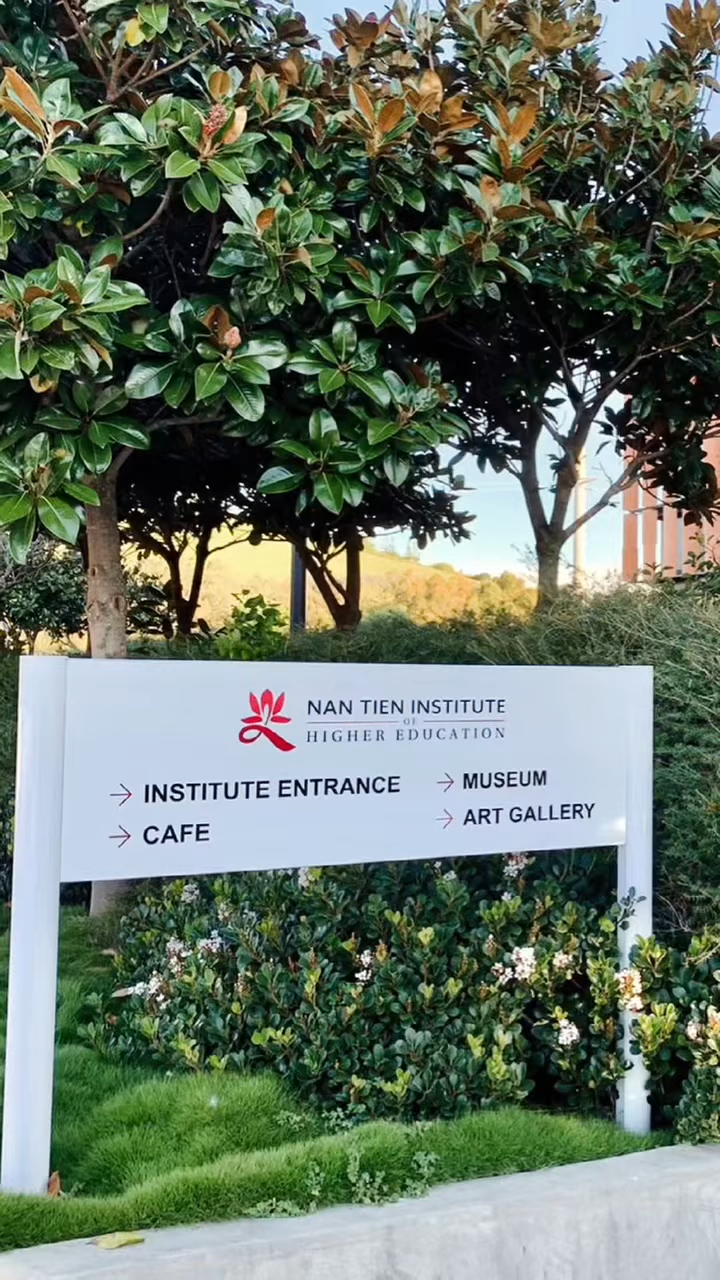 NAN TIEN INSTITUTE
OF
HIGHER EDUCATION
→ INSTITUTE ENTRANCE
→ CAFE
→ MUSEUM
→ ART GALLERY